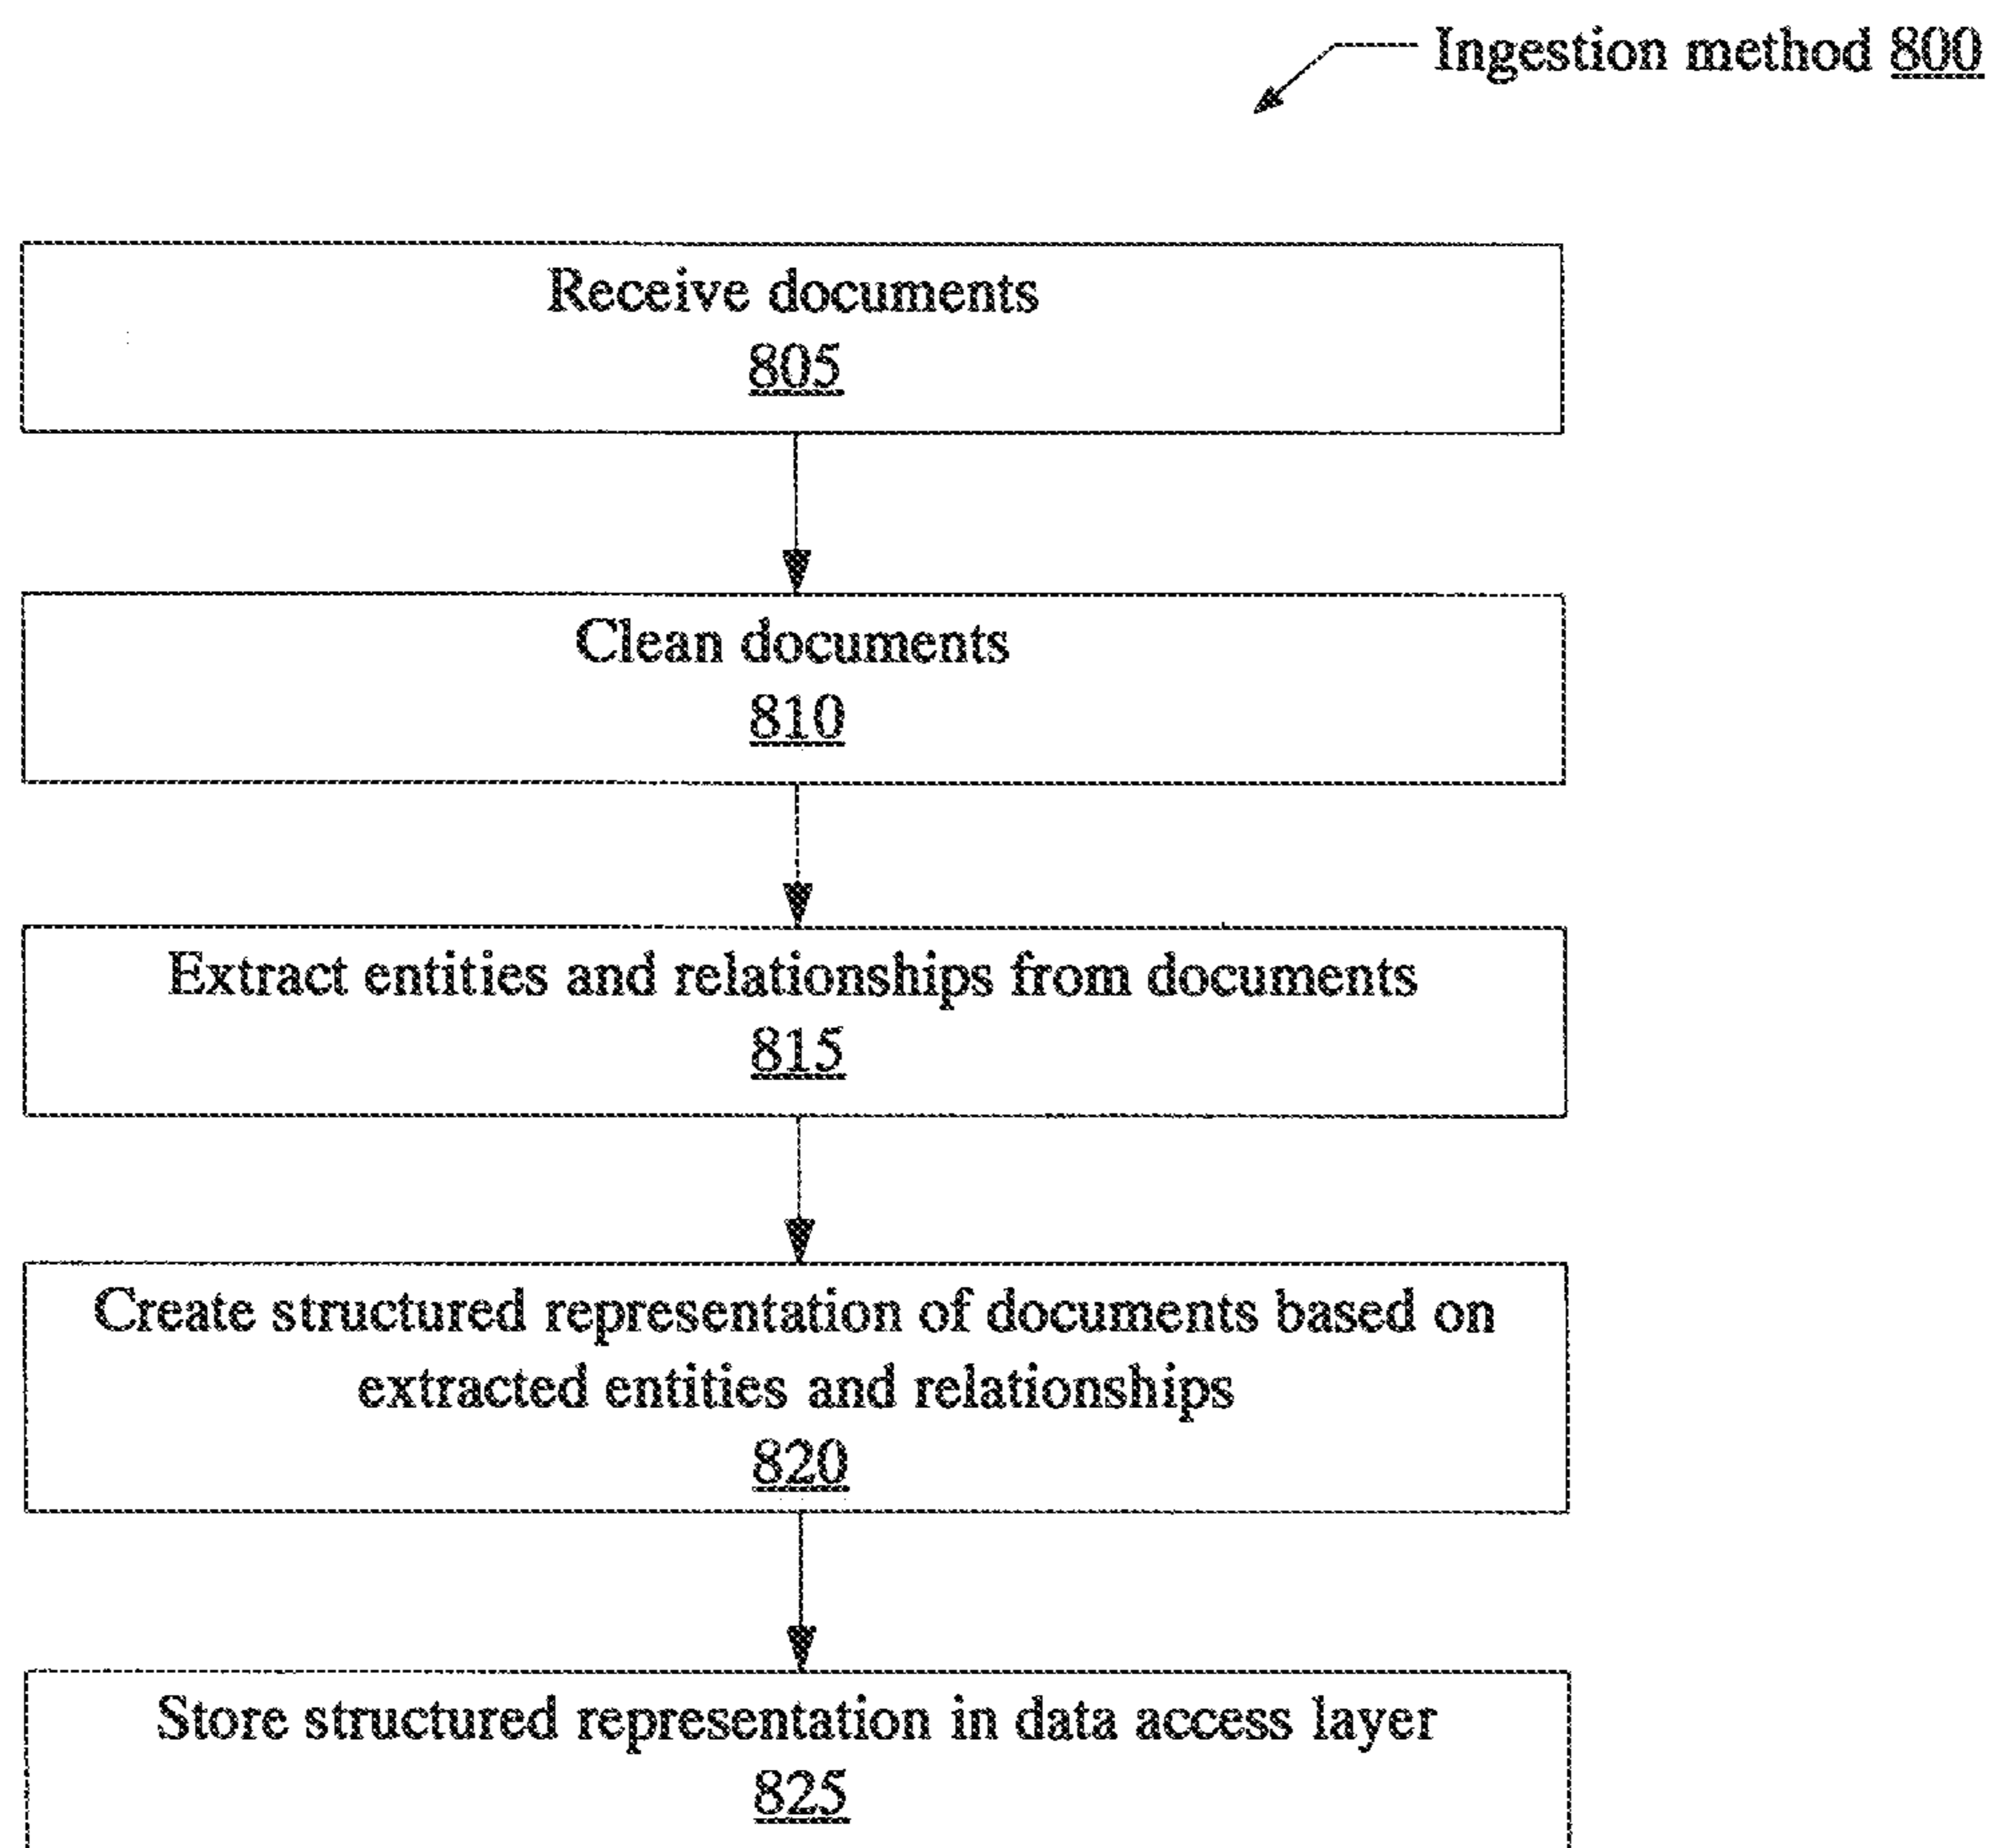 Ingestion method 800
Receive documents
805
Clean documents
810
Extract entities and relationships from documents
815
Create structured representation of documents based on
extracted entities and relationships
820
Store structured representation in data access layer
825